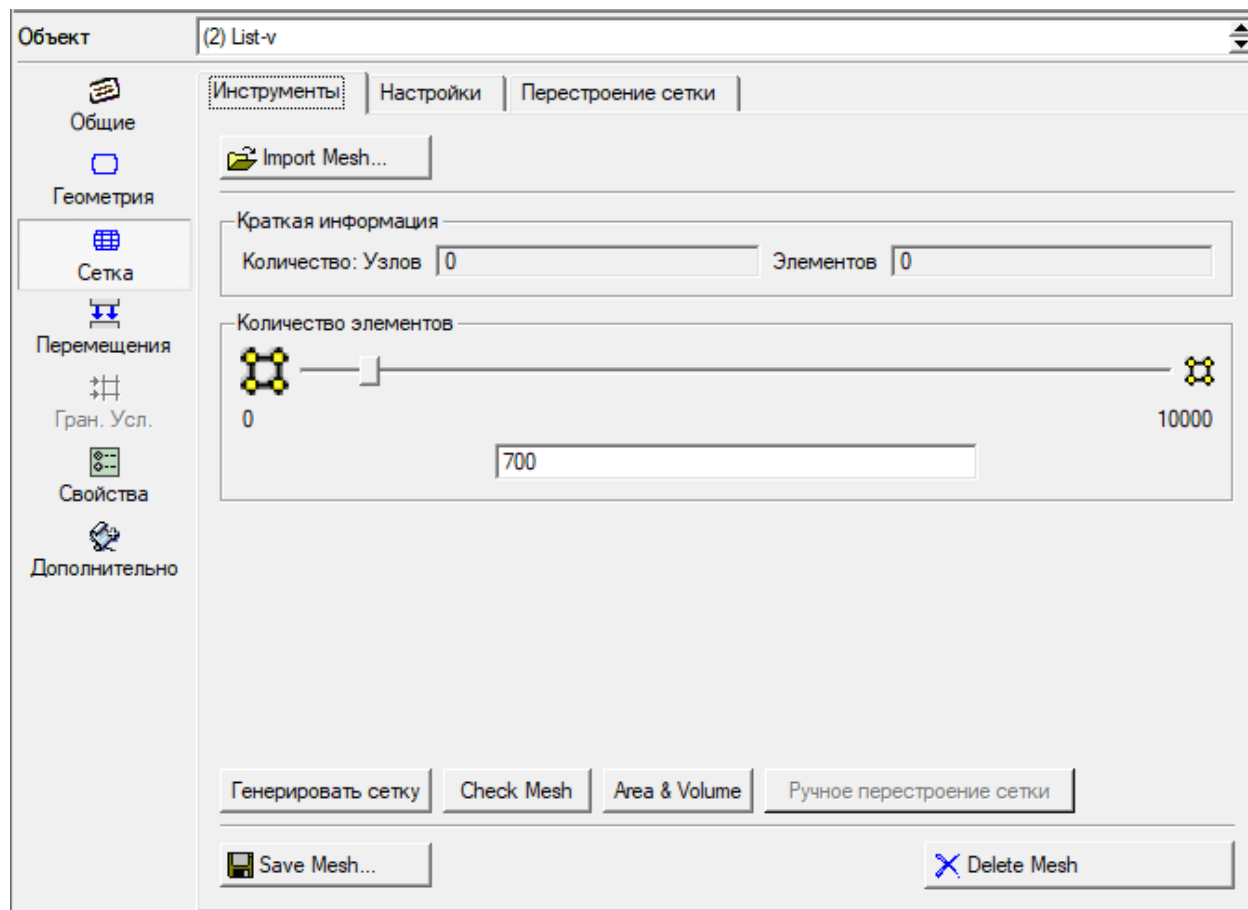 Объект (2) List-v
Общие
Геометрия
Сетка
Перемещения
Гран. Усл.
Свойства
Дополнительно
Инструменты Настройки Перестроение сетки
Import Mesh...
Краткая информация
Количество: Узлов 0 Элементов 0
Количество элементов
0 10000
700
Генерировать сетку Check Mesh Area & Volume Ручное перестроение сетки
Save Mesh... Delete Mesh